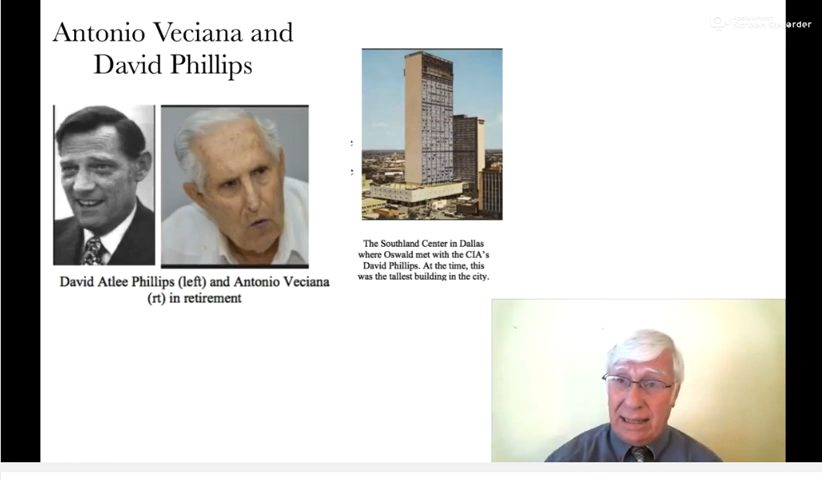 Antonio Veciana and
David Phillips
David Atlee Phillips (left) and Antonio Veciana
(rt) in retirement
The Southland Center in Dallas
where Oswald met with the CIA's
David Phillips. At the time, this
was the tallest building in the city.